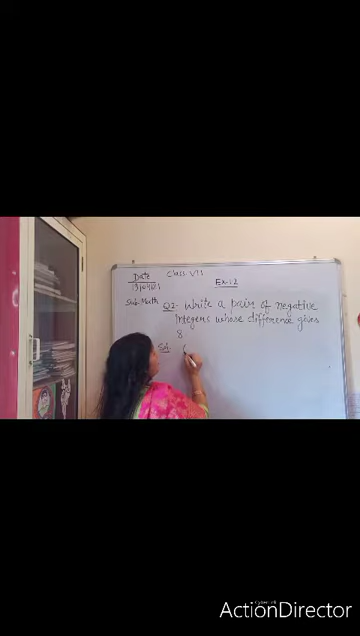 Date Class VII
19/04/21 Ex-1.2
Sub-Math Q2- Write a pair of negative
integers whose difference gives
8
Sol- (
ActionDirector